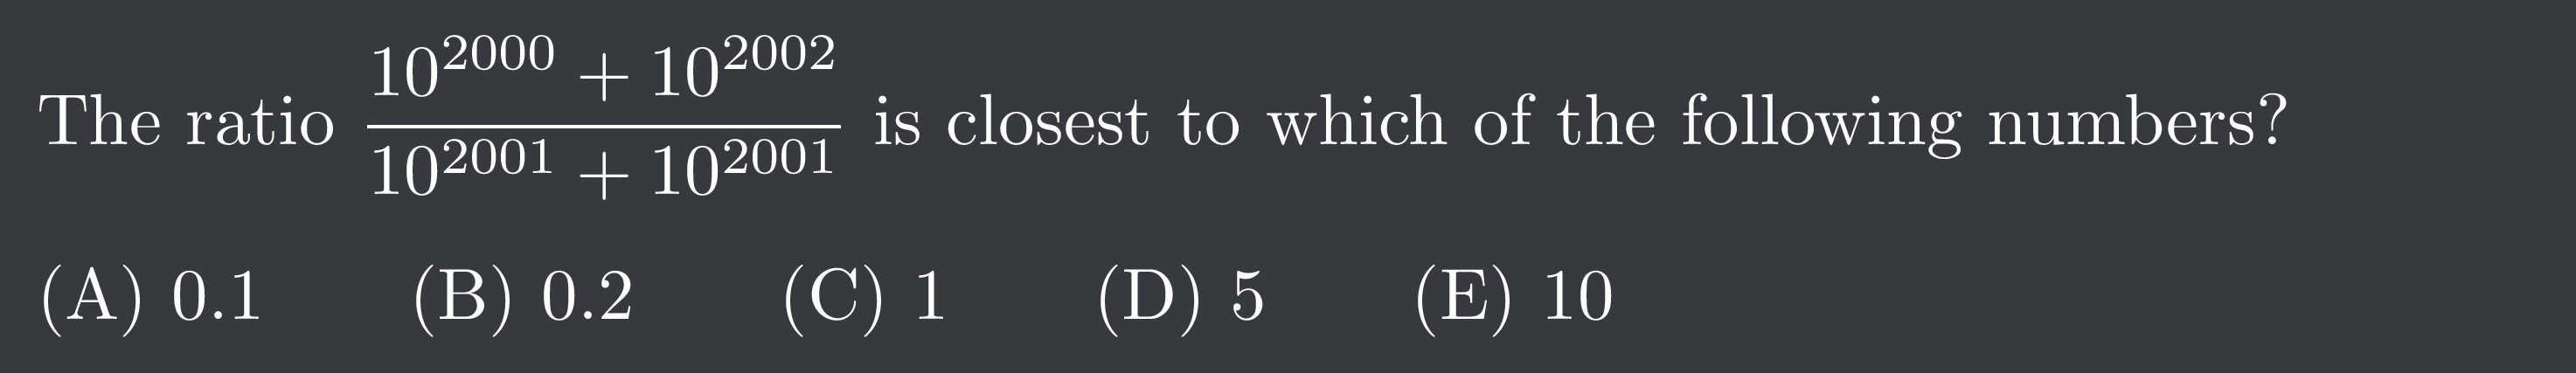 The ratio \frac{10^{2000} + 10^{2002}}{10^{2001} + 10^{2001}} is closest to which of the following numbers?
(A) 0.1 (B) 0.2 (C) 1 (D) 5 (E) 10